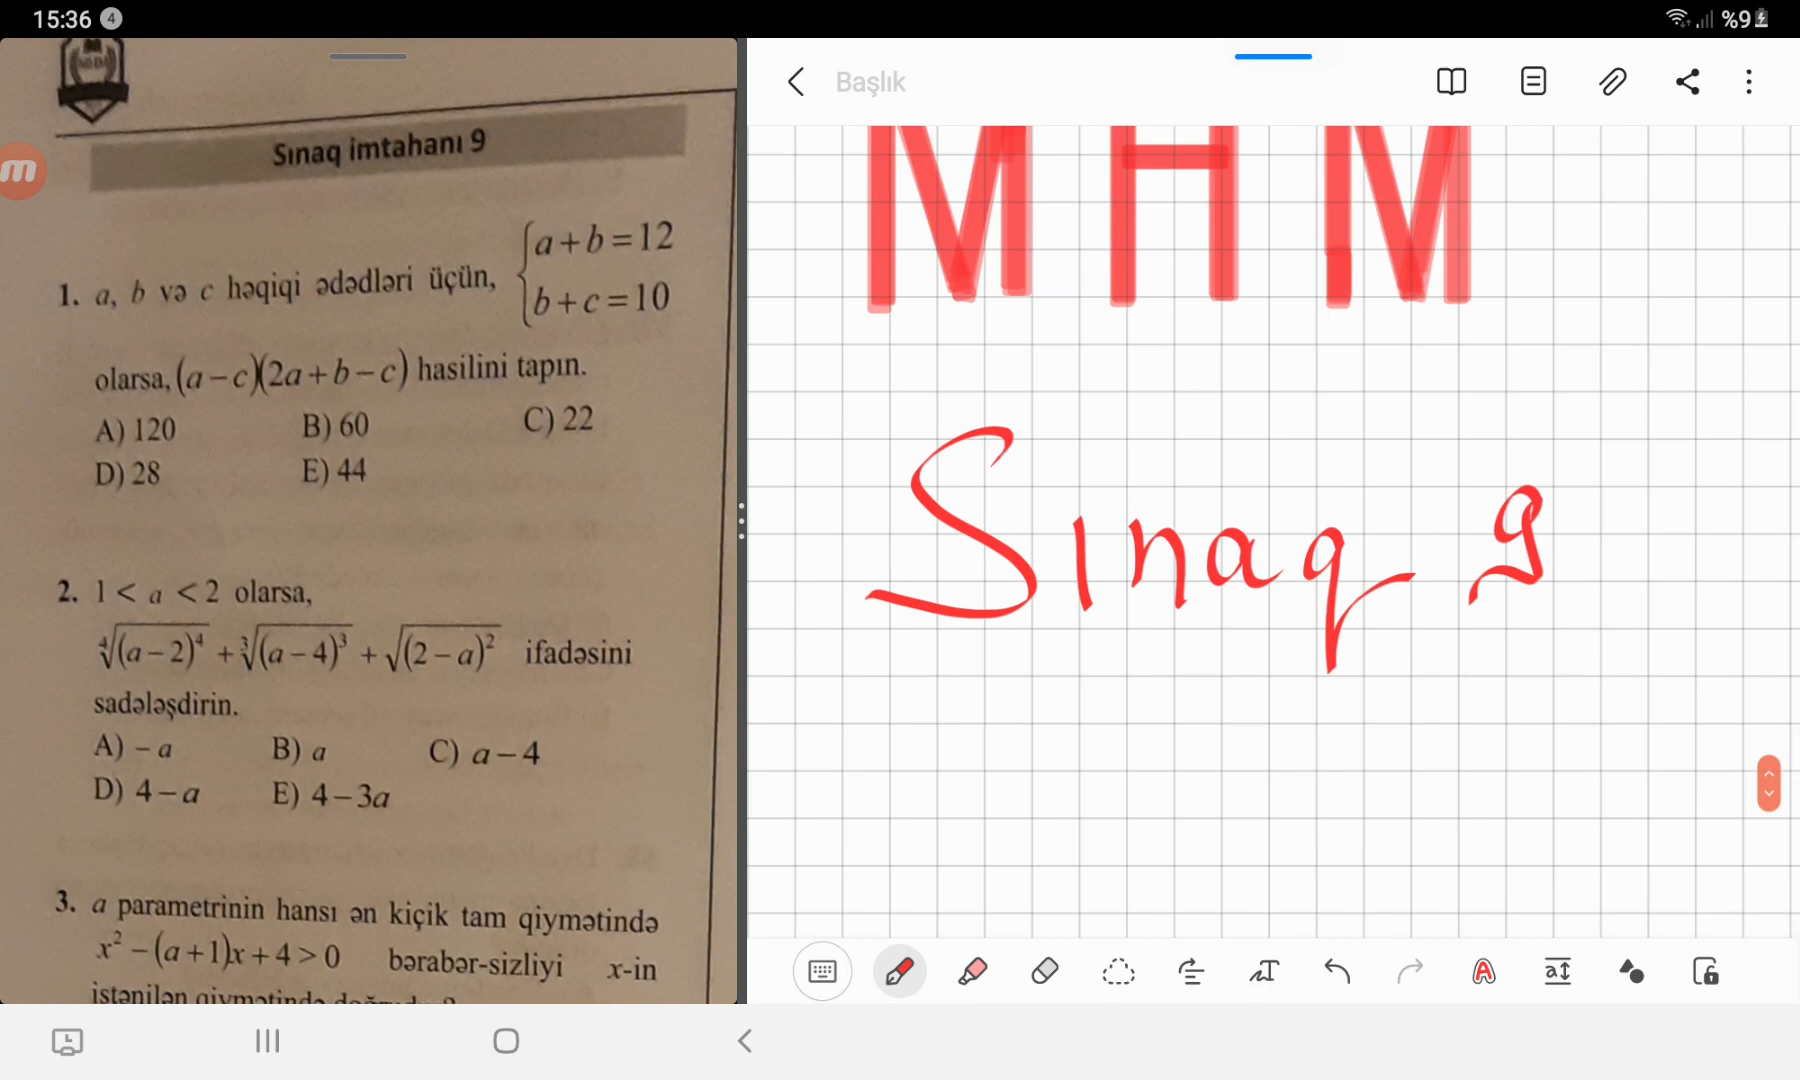 15:36 4
%9
Sınaq imtahanı 9
1. a, b və c həqiqi ədədləri üçün, {a+b=12
b+c=10
olarsa, (a−c)(2a+b−c) hasilini tapın.
A) 120 B) 60 C) 22
D) 28 E) 44
2. 1 < a < 2 olarsa,
∜(a−2)⁴ + ∛(a−4)³ + √(2−a)² ifadəsini
sadələşdirin.
A) −a B) a C) a−4
D) 4−a E) 4−3a
3. a parametrinin hansı ən kiçik tam qiymətində
x² −(a+1)x+4>0 bərabər-sizliyi x-in
istənilən qiymətində
m
Başlık
MHM
Sınaq 9